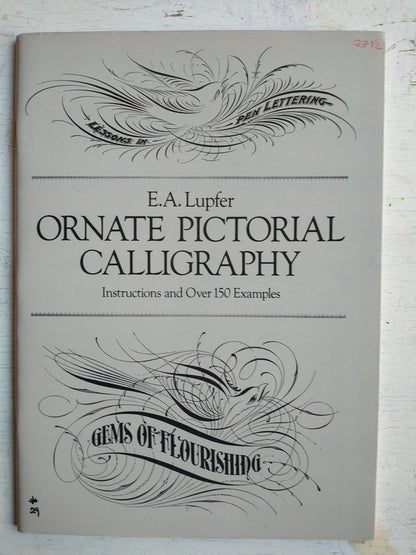 LESSONS IN PEN LETTERING
E.A. Lupfer
ORNATE PICTORIAL
CALLIGRAPHY
Instructions and Over 150 Examples
GEMS OF FLOURISHING